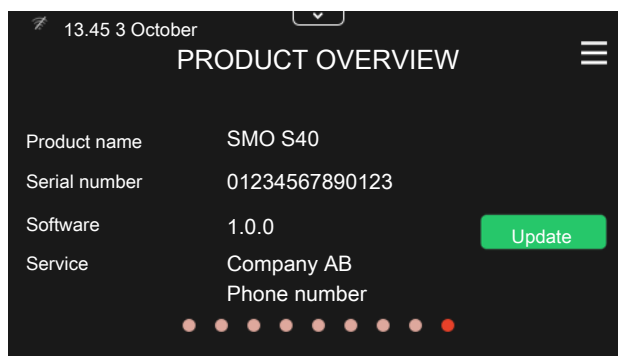 13.45 3 October
PRODUCT OVERVIEW
Product name SMO S40
Serial number 01234567890123
Software 1.0.0 Update
Service Company AB
Phone number